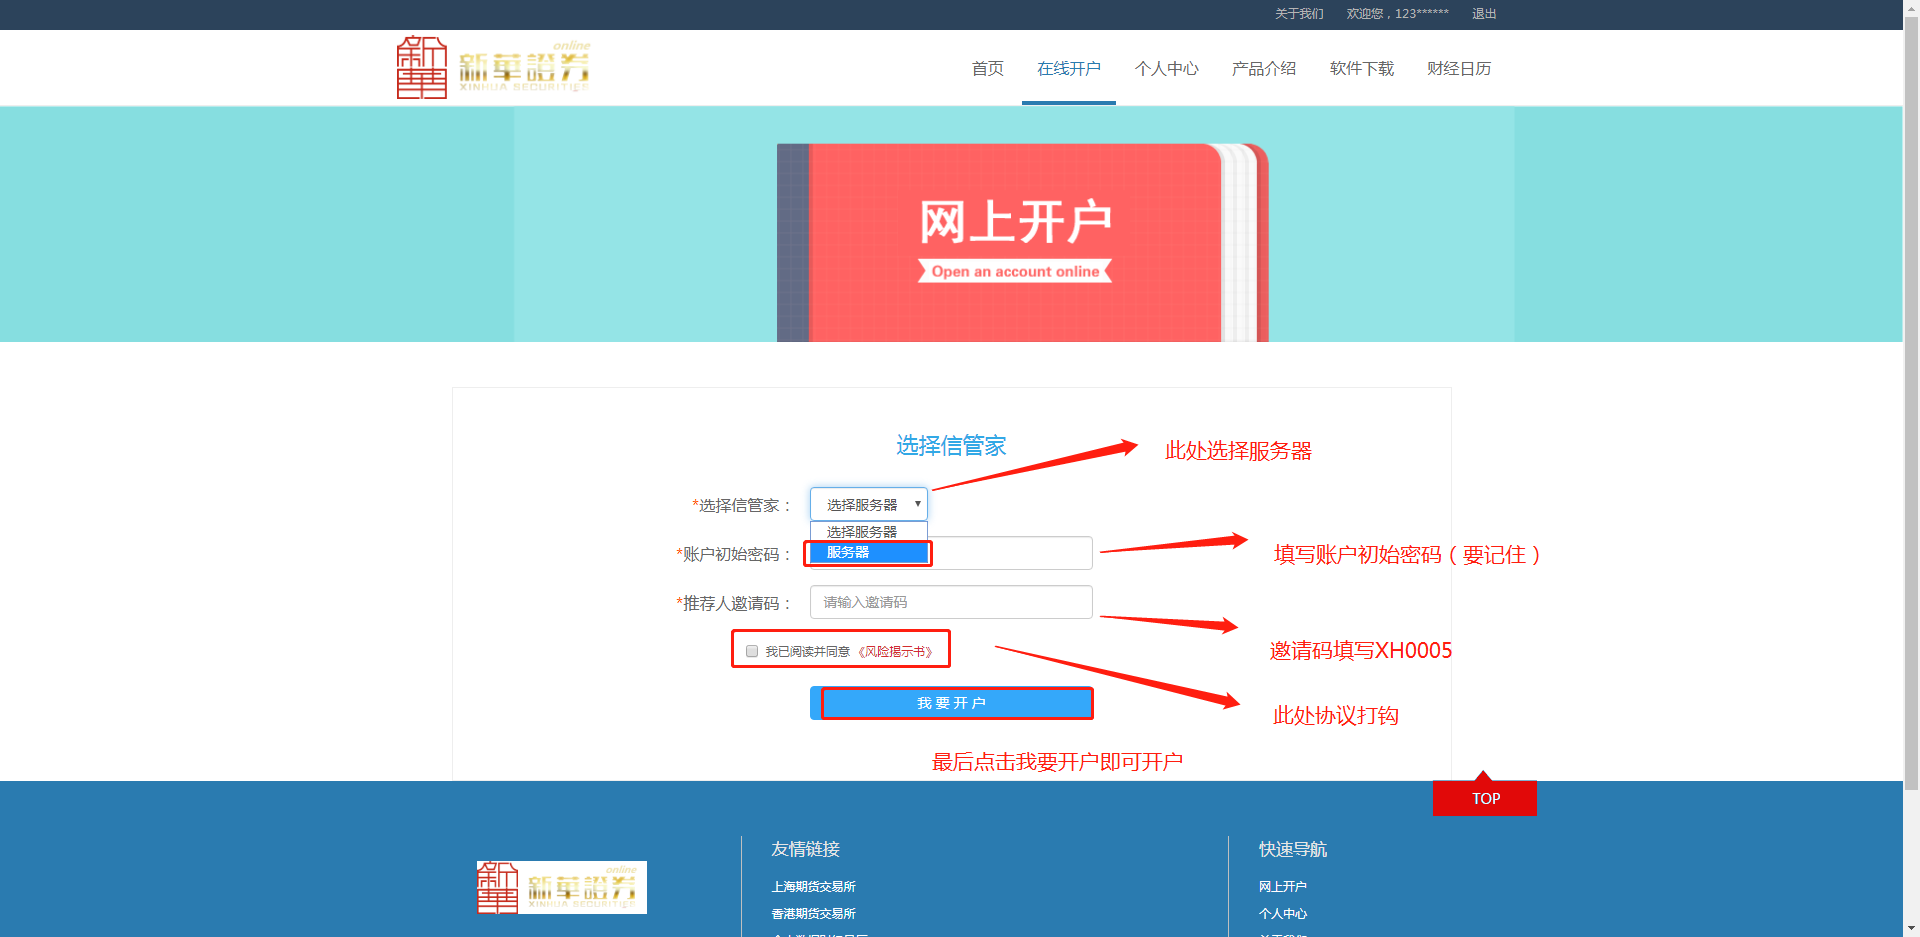 关于我们 欢迎您，123****** 退出
新華 online
新華證券
XINHUA SECURITIES
首页 在线开户 个人中心 产品介绍 软件下载 财经日历
网上开户
Open an account online
选择信管家
此处选择服务器
*选择信管家： 选择服务器
选择服务器
服务器
*账户初始密码：
填写账户初始密码（要记住）
*推荐人邀请码： 请输入邀请码
邀请码填写XH0005
我已阅读并同意《风险揭示书》
我要开户
此处协议打钩
最后点击我要开户即可开户
TOP
友情链接
快速导航
新華 online
新華證券
XINHUA SECURITIES
上海期货交易所
网上开户
香港期货交易所
个人中心